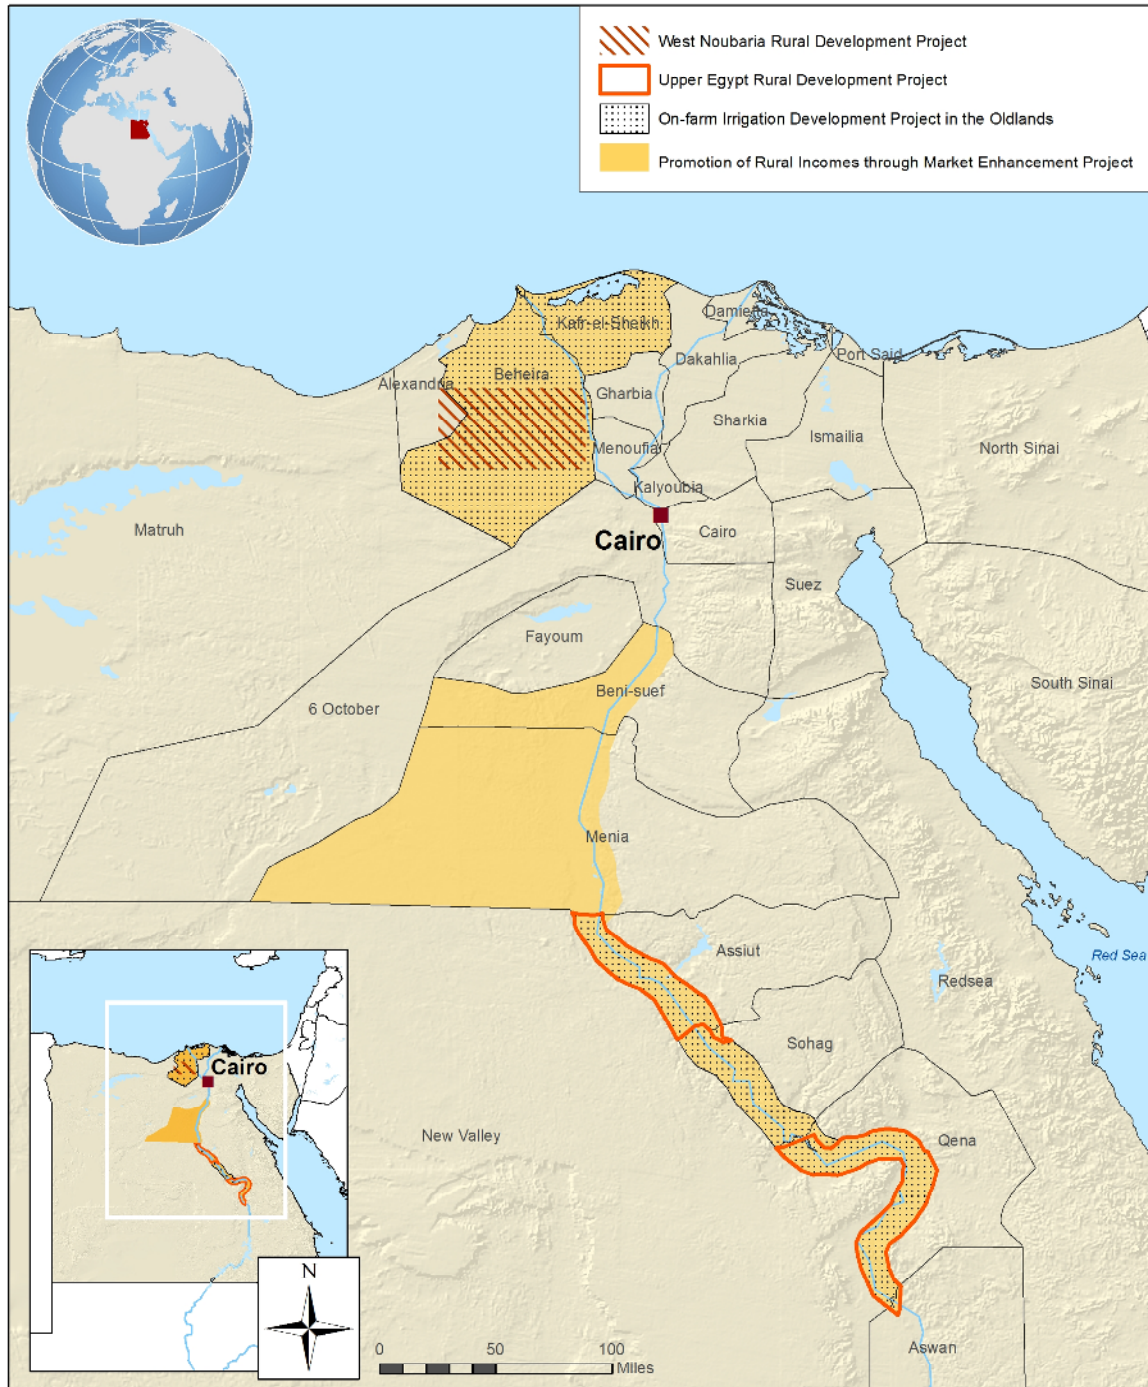 West Noubaria Rural Development Project
Upper Egypt Rural Development Project
On-farm Irrigation Development Project in the Oldlands
Promotion of Rural Incomes through Market Enhancement Project
Damietta
Kafr-el-Sheikh
Port Said
Dakahlia
Alexandria
Beheira
Gharbia
Sharkia
Ismailia
North Sinai
Menoufia
Kalyoubia
Matruh
Cairo
Cairo
Suez
Fayoum
South Sinai
Beni-suef
6 October
Menia
Assiut
Red Sea
Redsea
Sohag
Cairo
New Valley
Qena
N
0 50 100
Miles
Aswan